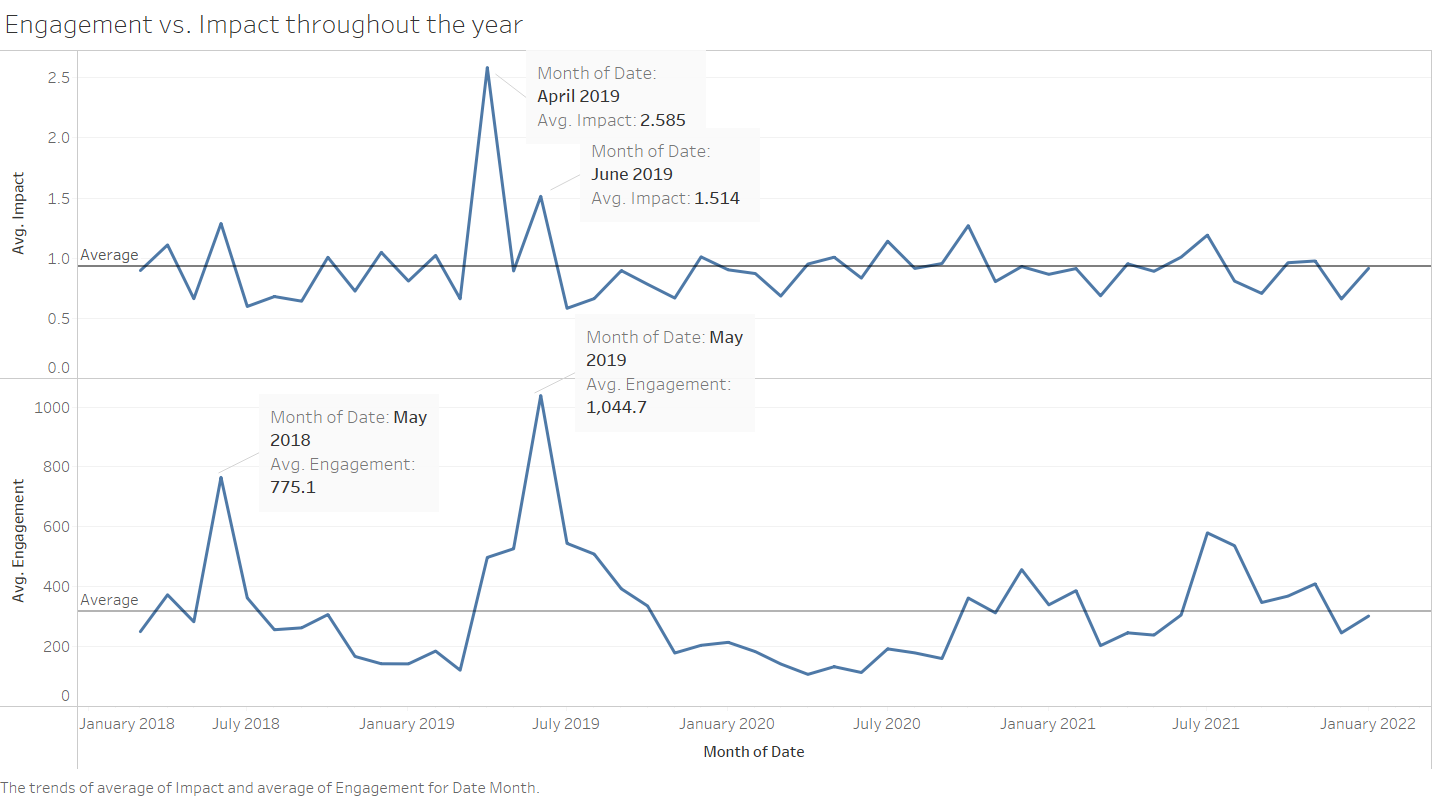 Engagement vs. Impact throughout the year
2.5
2.0
1.5
1.0
0.5
0.0
Avg. Impact
Average
Month of Date:
April 2019
Avg. Impact: 2.585
Month of Date:
June 2019
Avg. Impact: 1.514
Month of Date: May
2019
Avg. Engagement:
1,044.7
Month of Date: May
2018
Avg. Engagement:
775.1
1000
800
600
400
200
0
Avg. Engagement
Average
January 2018
July 2018
January 2019
July 2019
January 2020
July 2020
January 2021
July 2021
January 2022
Month of Date
The trends of average of Impact and average of Engagement for Date Month.